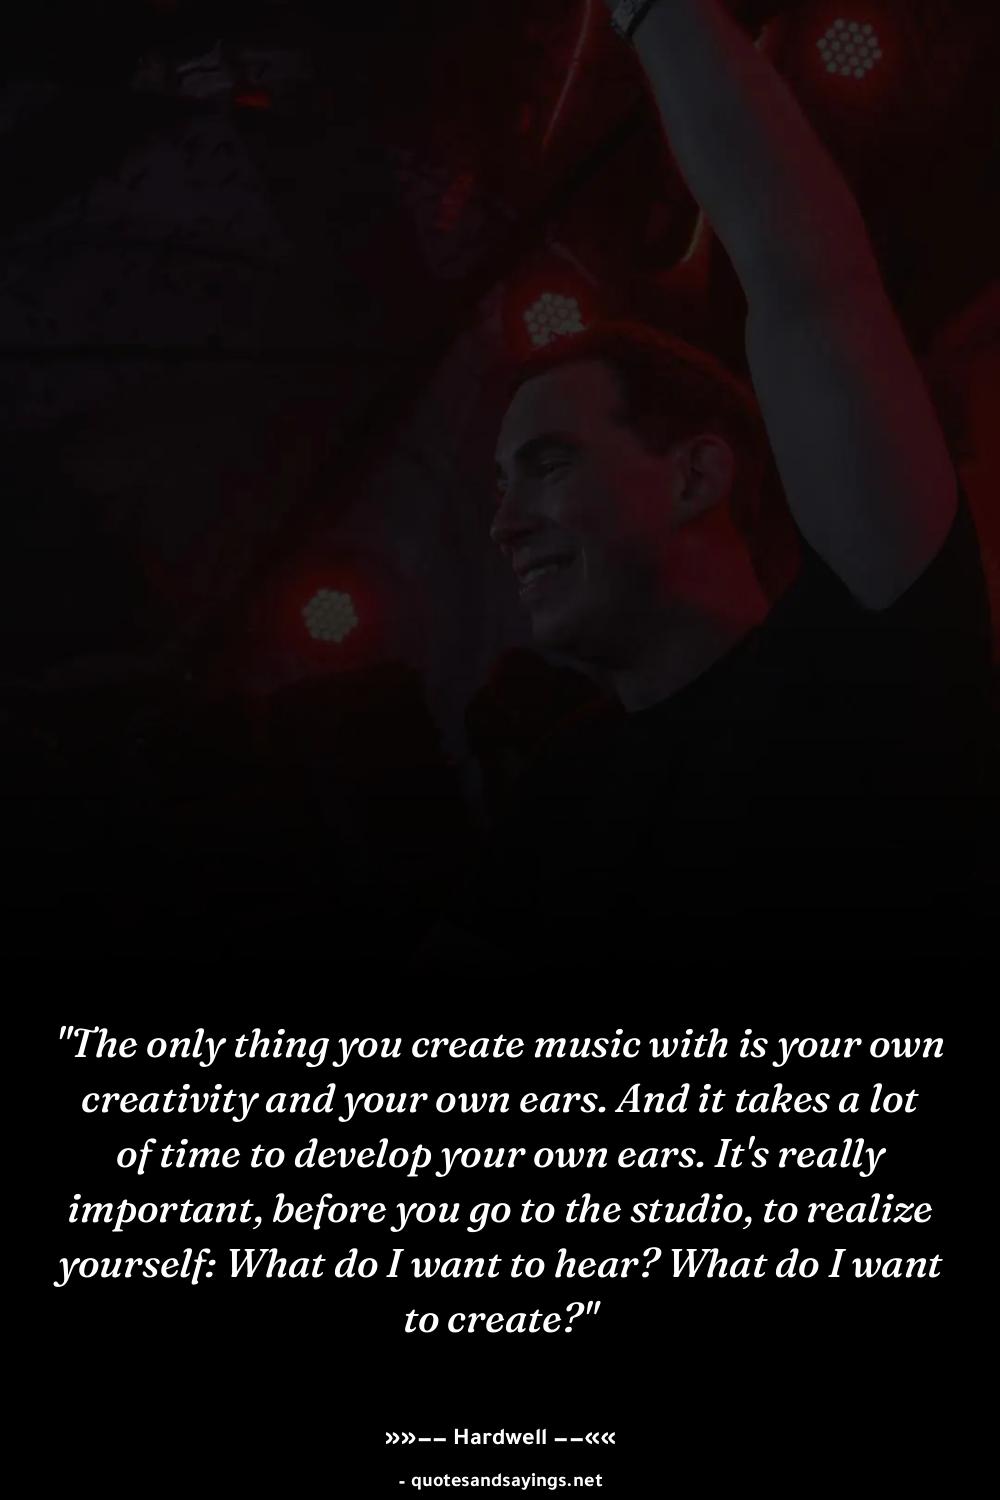 "The only thing you create music with is your own
creativity and your own ears. And it takes a lot
of time to develop your own ears. It's really
important, before you go to the studio, to realize
yourself: What do I want to hear? What do I want
to create?"
»»–– Hardwell ––««
- quotesandsayings.net